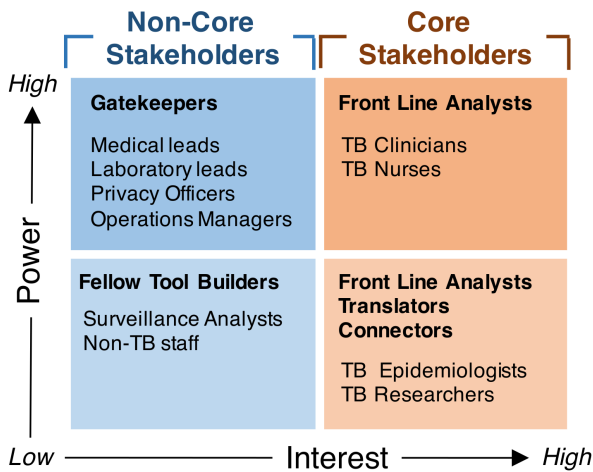 Non-Core
Stakeholders
Core
Stakeholders
High
Gatekeepers
Medical leads
Laboratory leads
Privacy Officers
Operations Managers
Front Line Analysts
TB Clinicians
TB Nurses
Power
Fellow Tool Builders
Surveillance Analysts
Non-TB staff
Front Line Analysts
Translators
Connectors
TB Epidemiologists
TB Researchers
Low
Interest
High